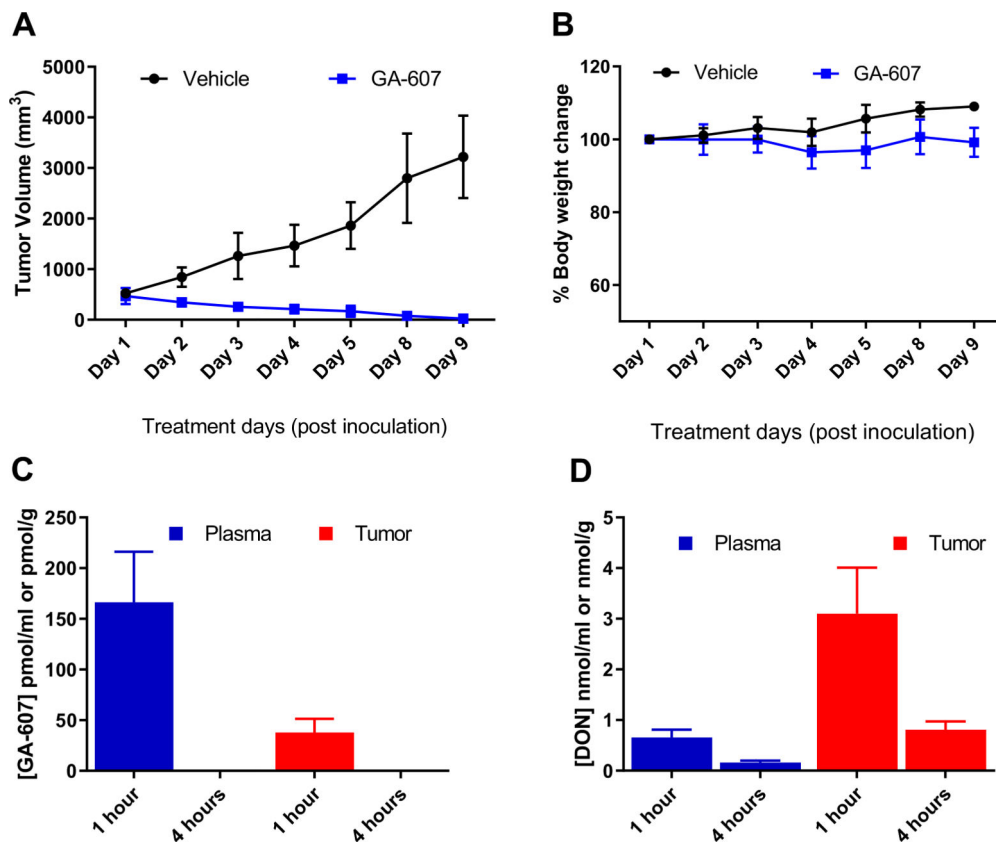 A
Vehicle
GA-607
Tumor Volume (mm³)
5000
4000
3000
2000
1000
0
Day 1
Day 2
Day 3
Day 4
Day 5
Day 8
Day 9
Treatment days (post inoculation)
B
Vehicle
GA-607
% Body weight change
120
100
80
60
Day 1
Day 2
Day 3
Day 4
Day 5
Day 8
Day 9
Treatment days (post inoculation)
C
Plasma
Tumor
[GA-607] pmol/ml or pmol/g
250
200
150
100
50
0
1 hour
4 hours
1 hour
4 hours
D
Plasma
Tumor
[DON] nmol/ml or nmol/g
5
4
3
2
1
0
1 hour
4 hours
1 hour
4 hours